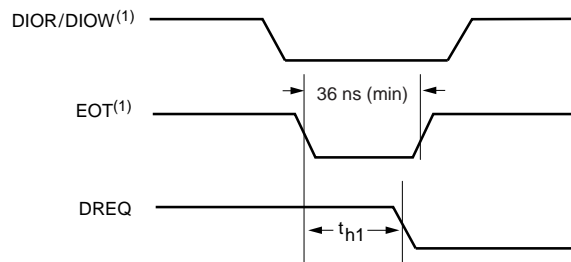 DIOR/DIOW(1)
36 ns (min)
EOT(1)
DREQ
th1